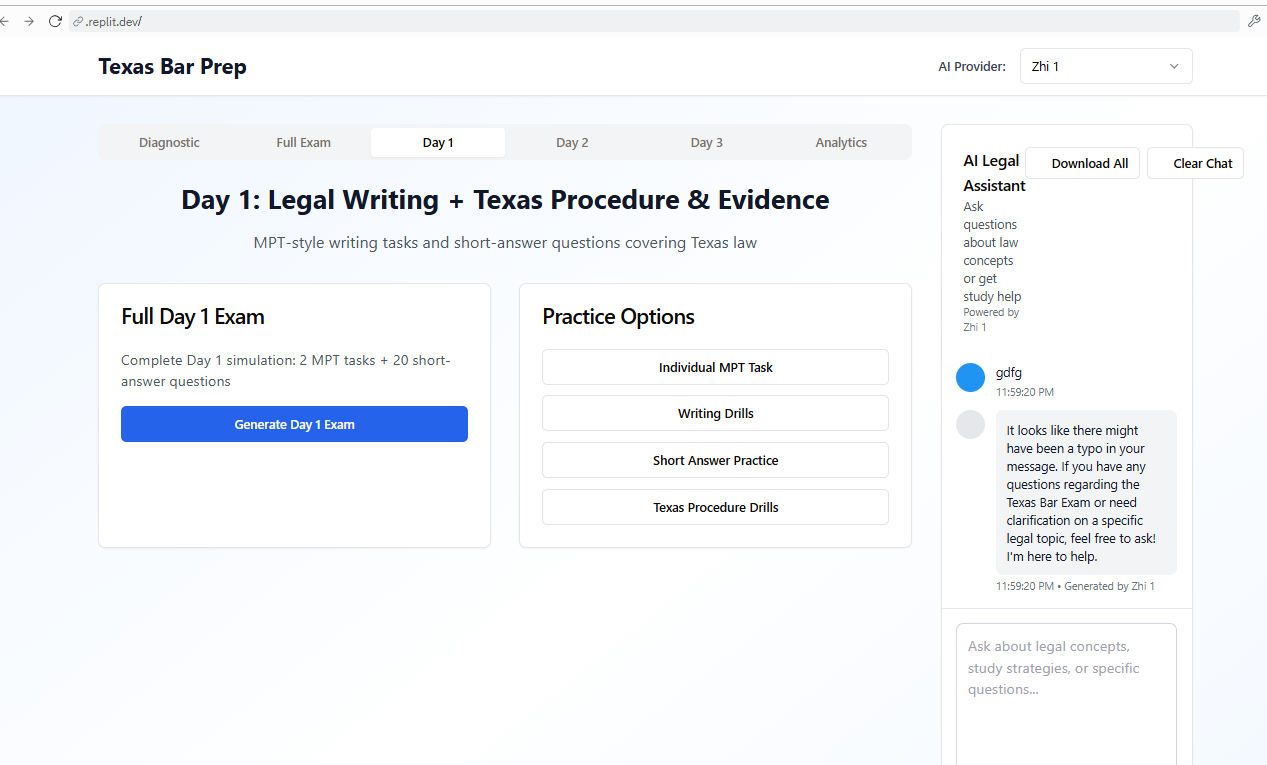 .replit.dev/
Texas Bar Prep
AI Provider:
Zhi 1
Diagnostic
Full Exam
Day 1
Day 2
Day 3
Analytics
Day 1: Legal Writing + Texas Procedure & Evidence
MPT-style writing tasks and short-answer questions covering Texas law
Full Day 1 Exam
Complete Day 1 simulation: 2 MPT tasks + 20 short-
answer questions
Generate Day 1 Exam
Practice Options
Individual MPT Task
Writing Drills
Short Answer Practice
Texas Procedure Drills
AI Legal
Assistant
Download All
Clear Chat
Ask
questions
about law
concepts
or get
study help
Powered by
Zhi 1
gdfg
11:59:20 PM
It looks like there might
have been a typo in your
message. If you have any
questions regarding the
Texas Bar Exam or need
clarification on a specific
legal topic, feel free to ask!
I'm here to help.
11:59:20 PM • Generated by Zhi 1
Ask about legal concepts,
study strategies, or specific
questions...